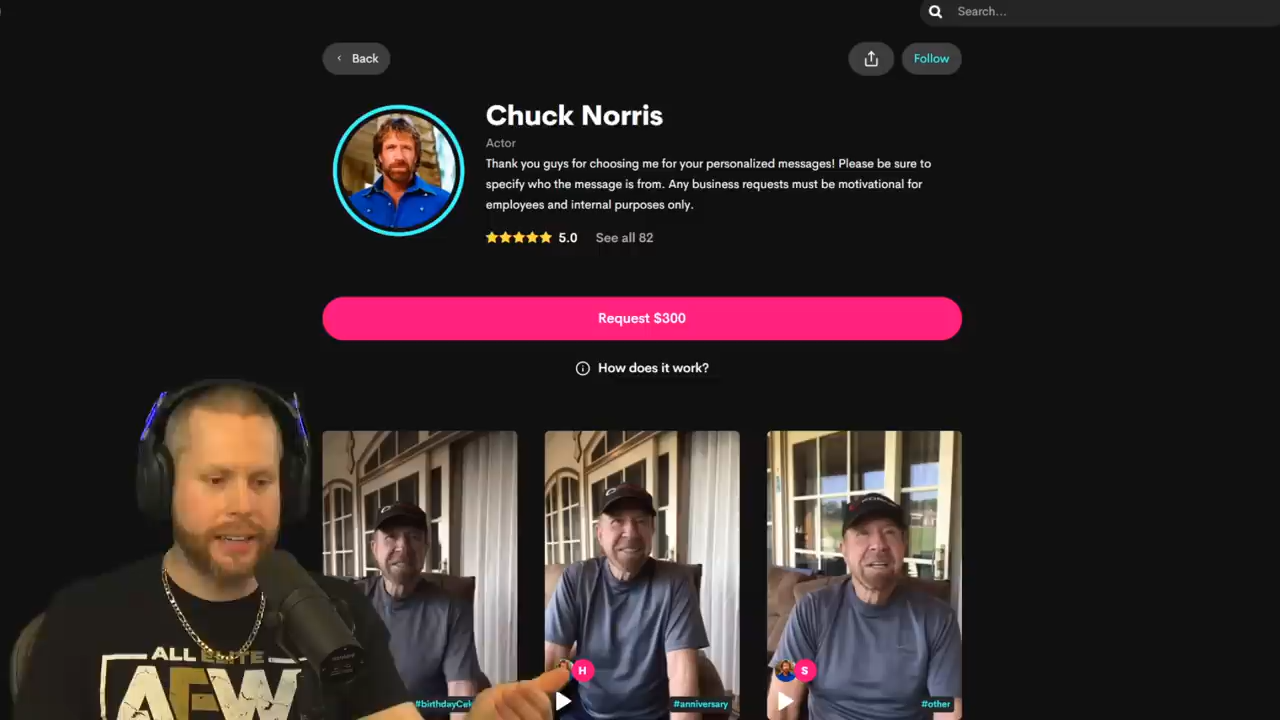 Search...
Back
Follow
Chuck Norris
Actor
Thank you guys for choosing me for your personalized messages! Please be sure to
specify who the message is from. Any business requests must be motivational for
employees and internal purposes only.
5.0 See all 82
Request $300
How does it work?
ALL ELITE
AEW
H
S
#anniversary
#other